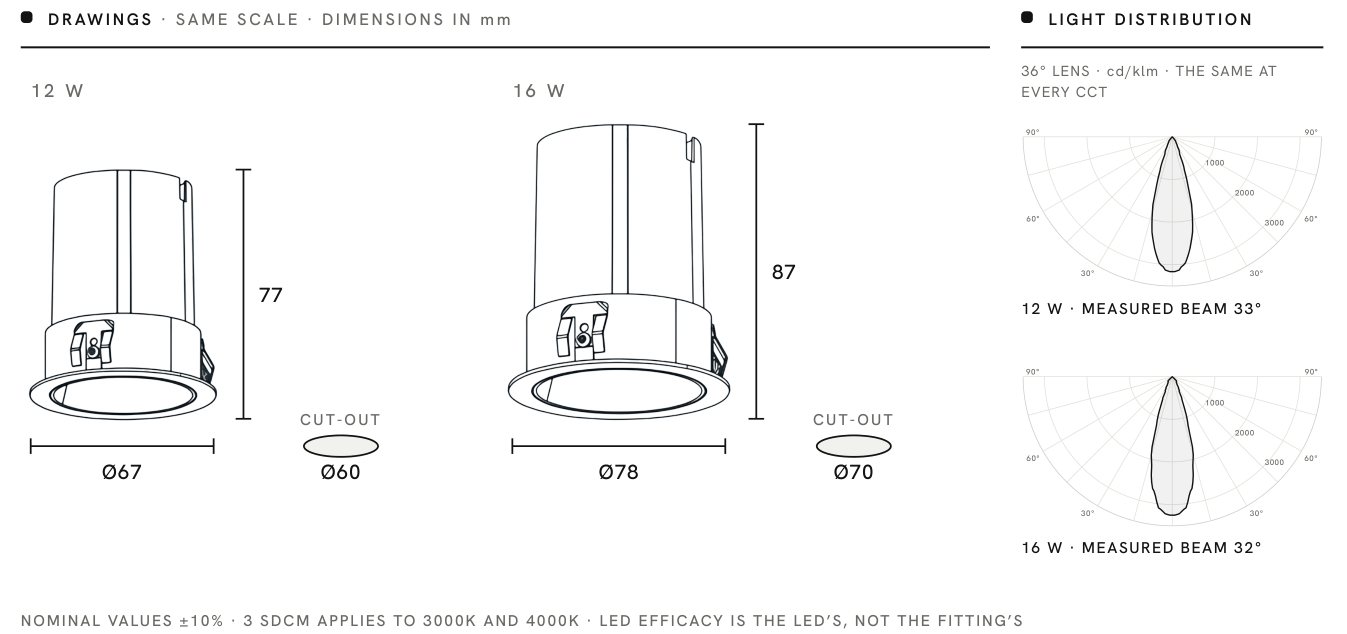 DRAWINGS · SAME SCALE · DIMENSIONS IN mm
12 W
77
Ø67
CUT-OUT
Ø60
16 W
87
Ø78
CUT-OUT
Ø70
LIGHT DISTRIBUTION
36° LENS · cd/klm · THE SAME AT
EVERY CCT
90° 90°
1000
2000
3000
60° 60°
30° 30°
12 W · MEASURED BEAM 33°
90° 90°
1000
2000
3000
60° 60°
30° 30°
16 W · MEASURED BEAM 32°
NOMINAL VALUES ±10% · 3 SDCM APPLIES TO 3000K AND 4000K · LED EFFICACY IS THE LED’S, NOT THE FITTING’S